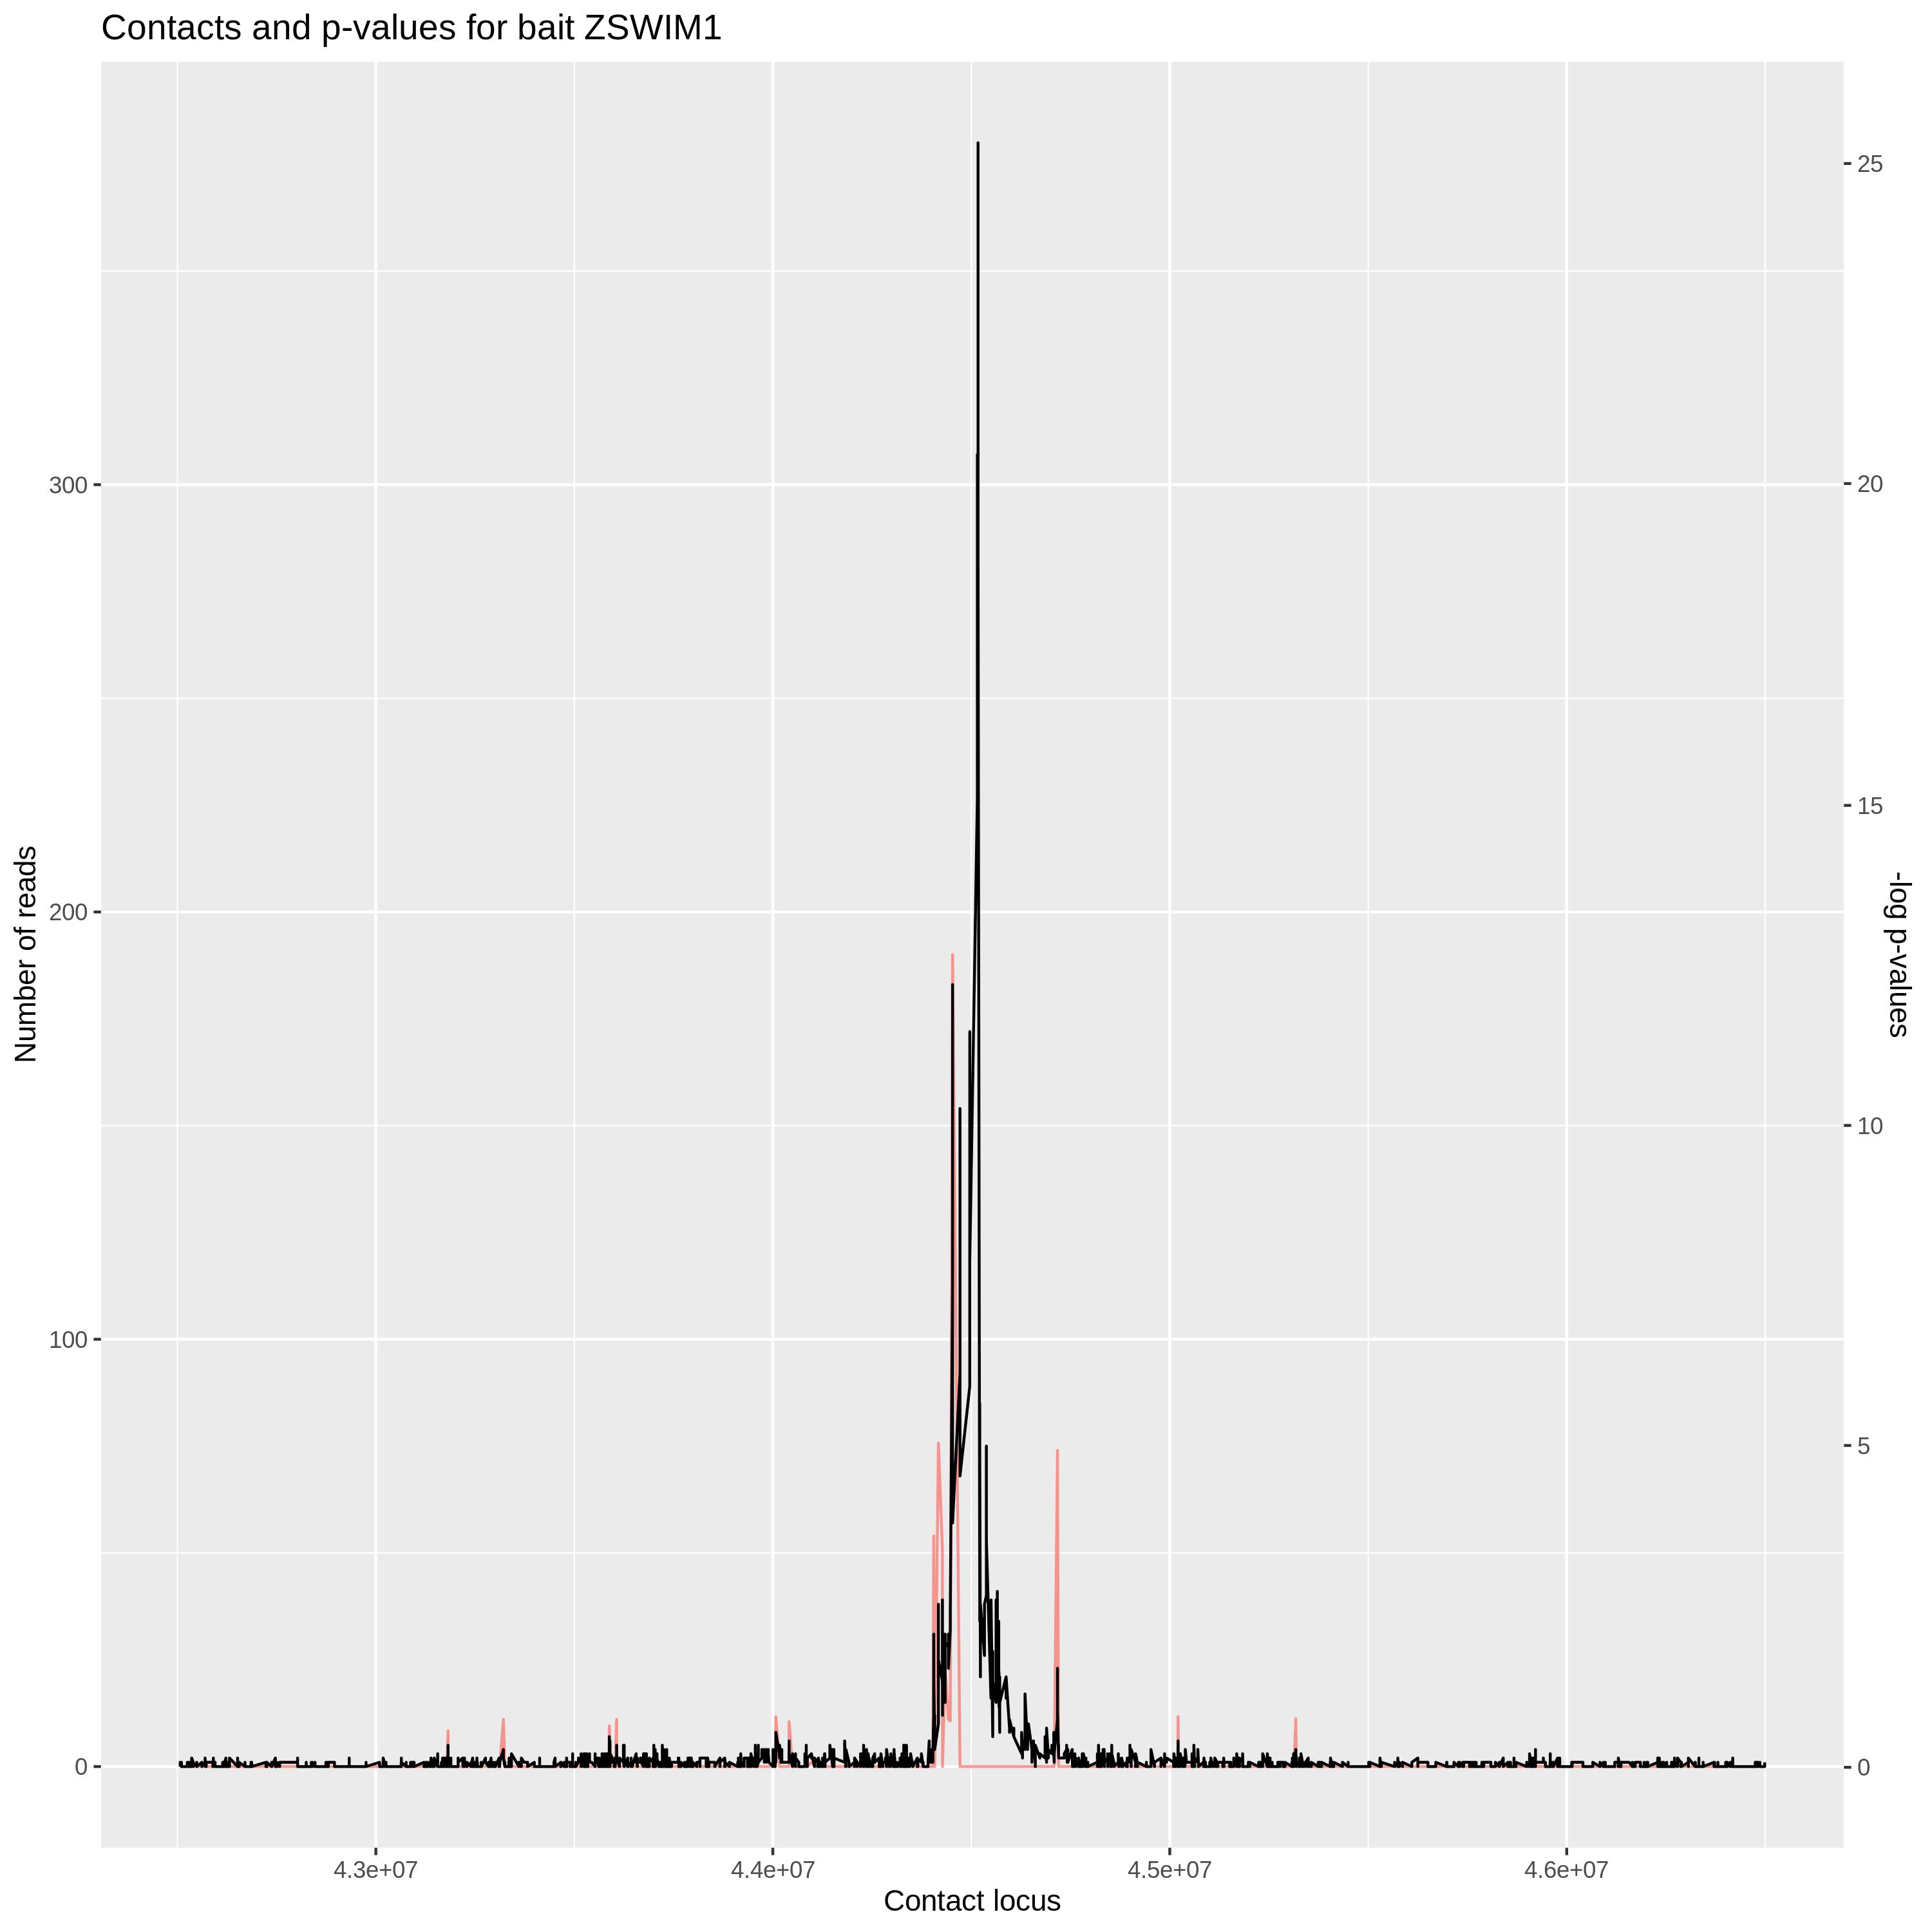 Contacts and p-values for bait ZSWIM1
Number of reads
300
200
100
0
25
20
15
10
5
0
-log p-values
4.3e+07
4.4e+07
4.5e+07
4.6e+07
Contact locus